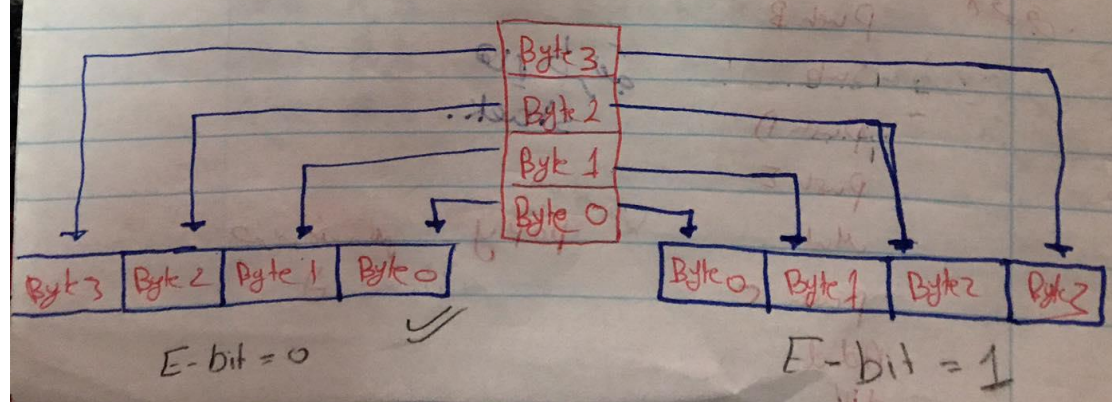 Byte 3
Byte 2
Byte 1
Byte 0
Byte 3 Byte 2 Byte 1 Byte 0
Byte 0 Byte 1 Byte 2 Byte 3
E-bit = 0
E-bit = 1